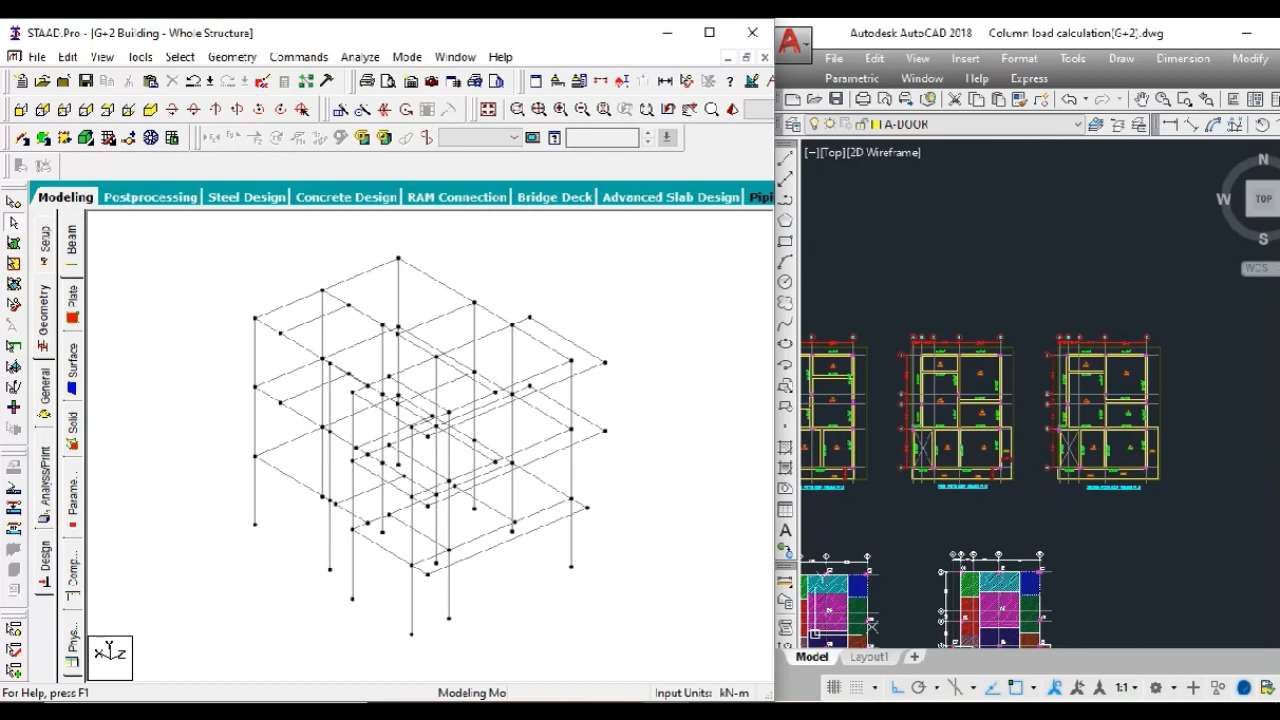 STAAD.Pro - [G+2 Building - Whole Structure]
File Edit View Tools Select Geometry Commands Analyze Mode Window Help
Modeling Postprocessing Steel Design Concrete Design RAM Connection Bridge Deck Advanced Slab Design Pipi
Setup
Geometry
General
Analysis/Print
Design
Beam
Plate
Surface
Solid
Parame..
Comp...
Phys...
For Help, press F1
Modeling Mo
Input Units: kN-m
Autodesk AutoCAD 2018 Column load calculation(G+2).dwg
File Edit View Insert Format Tools Draw Dimension Modify
Parametric Window Help Express
A-DOOR
[−][Top][2D Wireframe]
N
W
TOP
S
WCS
Model Layout1
1:1